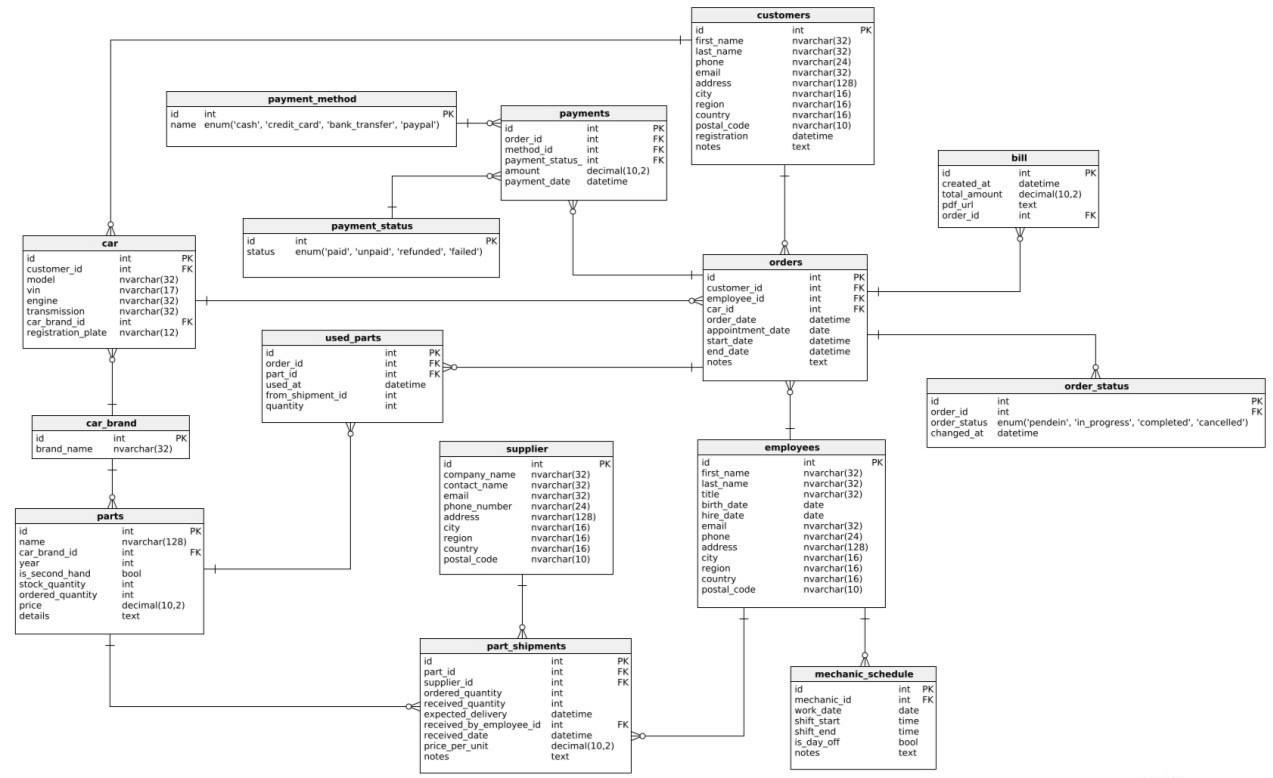 customers
id int PK
first_name nvarchar(32)
last_name nvarchar(32)
phone nvarchar(24)
email nvarchar(32)
address nvarchar(128)
city nvarchar(16)
region nvarchar(16)
country nvarchar(16)
postal_code nvarchar(10)
registration datetime
notes text
payment_method
id int PK
name enum('cash', 'credit_card', 'bank_transfer', 'paypal')
payments
id int PK
order_id int FK
method_id int FK
payment_status_ int FK
amount decimal(10,2)
payment_date datetime
bill
id int PK
created_at datetime
total_amount decimal(10,2)
pdf_url text
order_id int FK
payment_status
id int PK
status enum('paid', 'unpaid', 'refunded', 'failed')
car
id int PK
customer_id int FK
model nvarchar(32)
vin nvarchar(17)
engine nvarchar(32)
transmission nvarchar(32)
car_brand_id int FK
registration_plate nvarchar(12)
orders
id int PK
customer_id int FK
employee_id int FK
car_id int FK
order_date datetime
appointment_date date
start_date datetime
end_date datetime
notes text
used_parts
id int PK
order_id int FK
part_id int FK
used_at datetime
from_shipment_id int
quantity int
order_status
id int PK
order_id int FK
order_status enum('pendein', 'in_progress', 'completed', 'cancelled')
changed_at datetime
car_brand
id int PK
brand_name nvarchar(32)
supplier
id int PK
company_name nvarchar(32)
contact_name nvarchar(32)
email nvarchar(32)
phone_number nvarchar(24)
address nvarchar(128)
city nvarchar(16)
region nvarchar(16)
country nvarchar(16)
postal_code nvarchar(10)
employees
id int PK
first_name nvarchar(32)
last_name nvarchar(32)
title nvarchar(32)
birth_date date
hire_date date
email nvarchar(32)
phone nvarchar(24)
address nvarchar(128)
city nvarchar(16)
region nvarchar(16)
country nvarchar(16)
postal_code nvarchar(10)
parts
id int PK
name nvarchar(128)
car_brand_id int FK
year int
is_second_hand bool
stock_quantity int
ordered_quantity int
price decimal(10,2)
details text
part_shipments
id int PK
part_id int FK
supplier_id int FK
ordered_quantity int
received_quantity int
expected_delivery datetime
received_by_employee_id int FK
received_date datetime
price_per_unit decimal(10,2)
notes text
mechanic_schedule
id int PK
mechanic_id int FK
work_date date
shift_start time
shift_end time
is_day_off bool
notes text